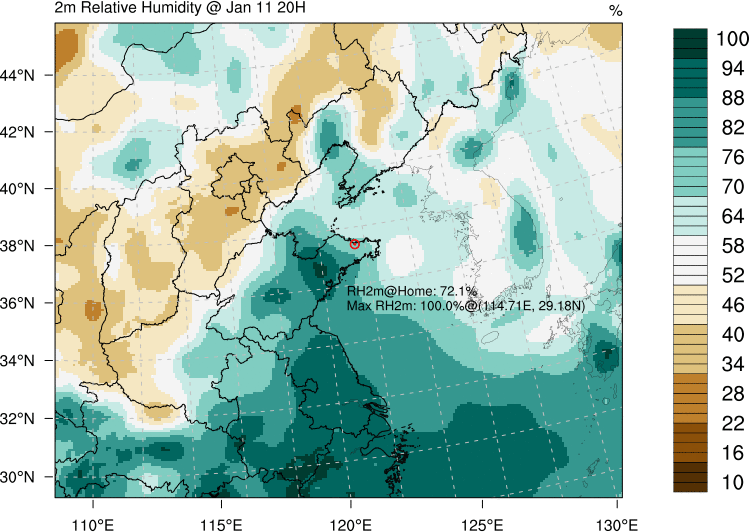 2m Relative Humidity @ Jan 11 20H
%
44°N
42°N
40°N
38°N
36°N
34°N
32°N
30°N
110°E
115°E
120°E
125°E
130°E
RH2m@Home: 72.1%
Max RH2m: 100.0%@(114.71E, 29.18N)
100
94
88
82
76
70
64
58
52
46
40
34
28
22
16
10